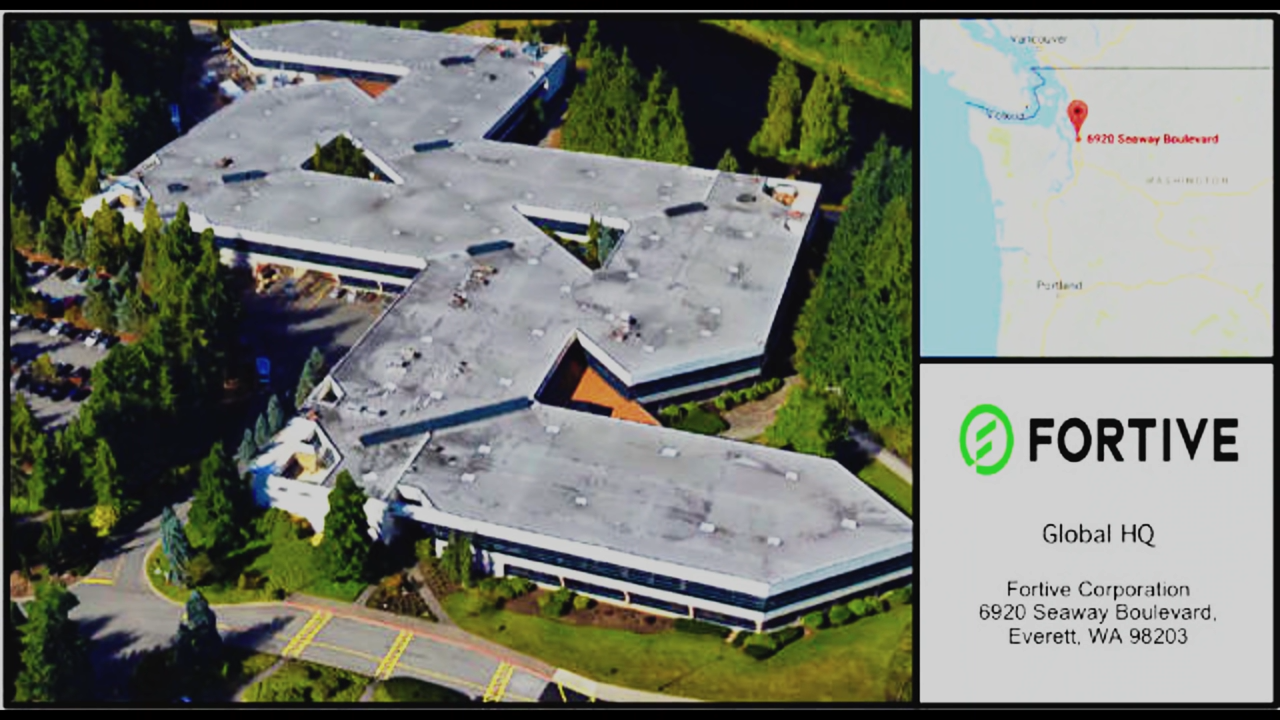 Vancouver
Victoria
6920 Seaway Boulevard
WASHINGTON
Portland
FORTIVE
Global HQ
Fortive Corporation
6920 Seaway Boulevard,
Everett, WA 98203